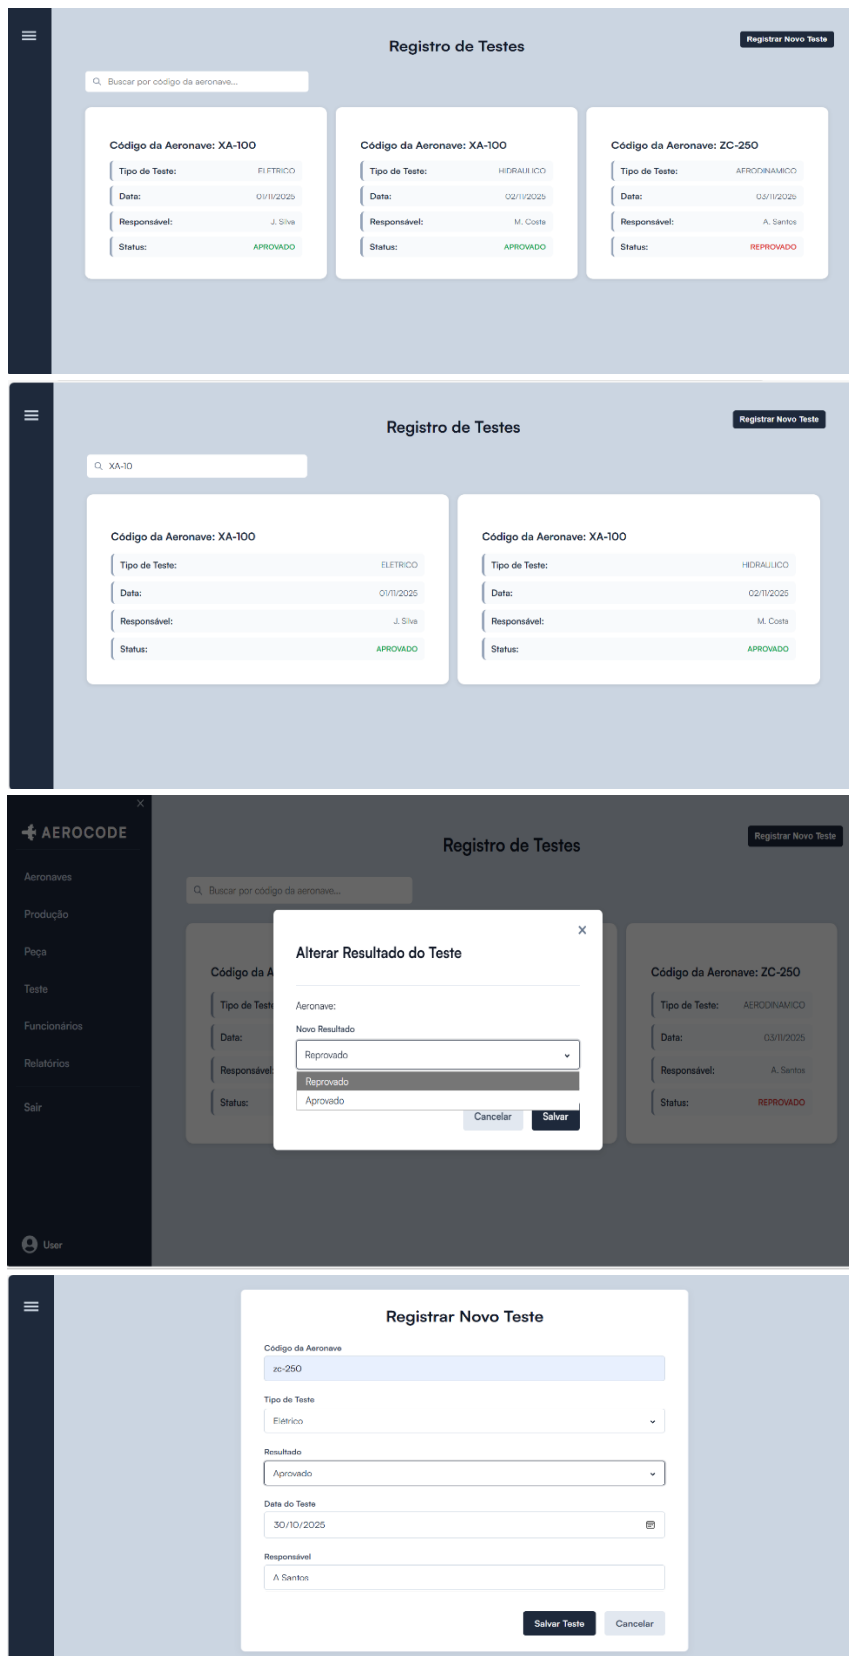 Registro de Testes
Registrar Novo Teste
Buscar por código da aeronave...
Código da Aeronave: XA-100
Tipo de Teste: ELETRICO
Data: 01/11/2025
Responsável: J. Silva
Status: APROVADO
Código da Aeronave: XA-100
Tipo de Teste: HIDRAULICO
Data: 02/11/2025
Responsável: M. Costa
Status: APROVADO
Código da Aeronave: ZC-250
Tipo de Teste: AERODINAMICO
Data: 03/11/2025
Responsável: A. Santos
Status: REPROVADO
Registro de Testes
Registrar Novo Teste
XA-10
Código da Aeronave: XA-100
Tipo de Teste: ELETRICO
Data: 01/11/2025
Responsável: J. Silva
Status: APROVADO
Código da Aeronave: XA-100
Tipo de Teste: HIDRAULICO
Data: 02/11/2025
Responsável: M. Costa
Status: APROVADO
AEROCODE
Aeronaves
Produção
Peça
Teste
Funcionários
Relatórios
Sair
User
Registro de Testes
Registrar Novo Teste
Buscar por código da aeronave...
Código da A
Tipo de Teste
Data:
Responsável:
Status:
Alterar Resultado do Teste
Aeronave:
Novo Resultado
Reprovado
Reprovado
Aprovado
Cancelar
Salvar
Código da Aeronave: ZC-250
Tipo de Teste: AERODINAMICO
Data: 03/11/2025
Responsável: A. Santos
Status: REPROVADO
Registrar Novo Teste
Código da Aeronave
zc-250
Tipo de Teste
Elétrico
Resultado
Aprovado
Data do Teste
30/10/2025
Responsável
A Santos
Salvar Teste
Cancelar